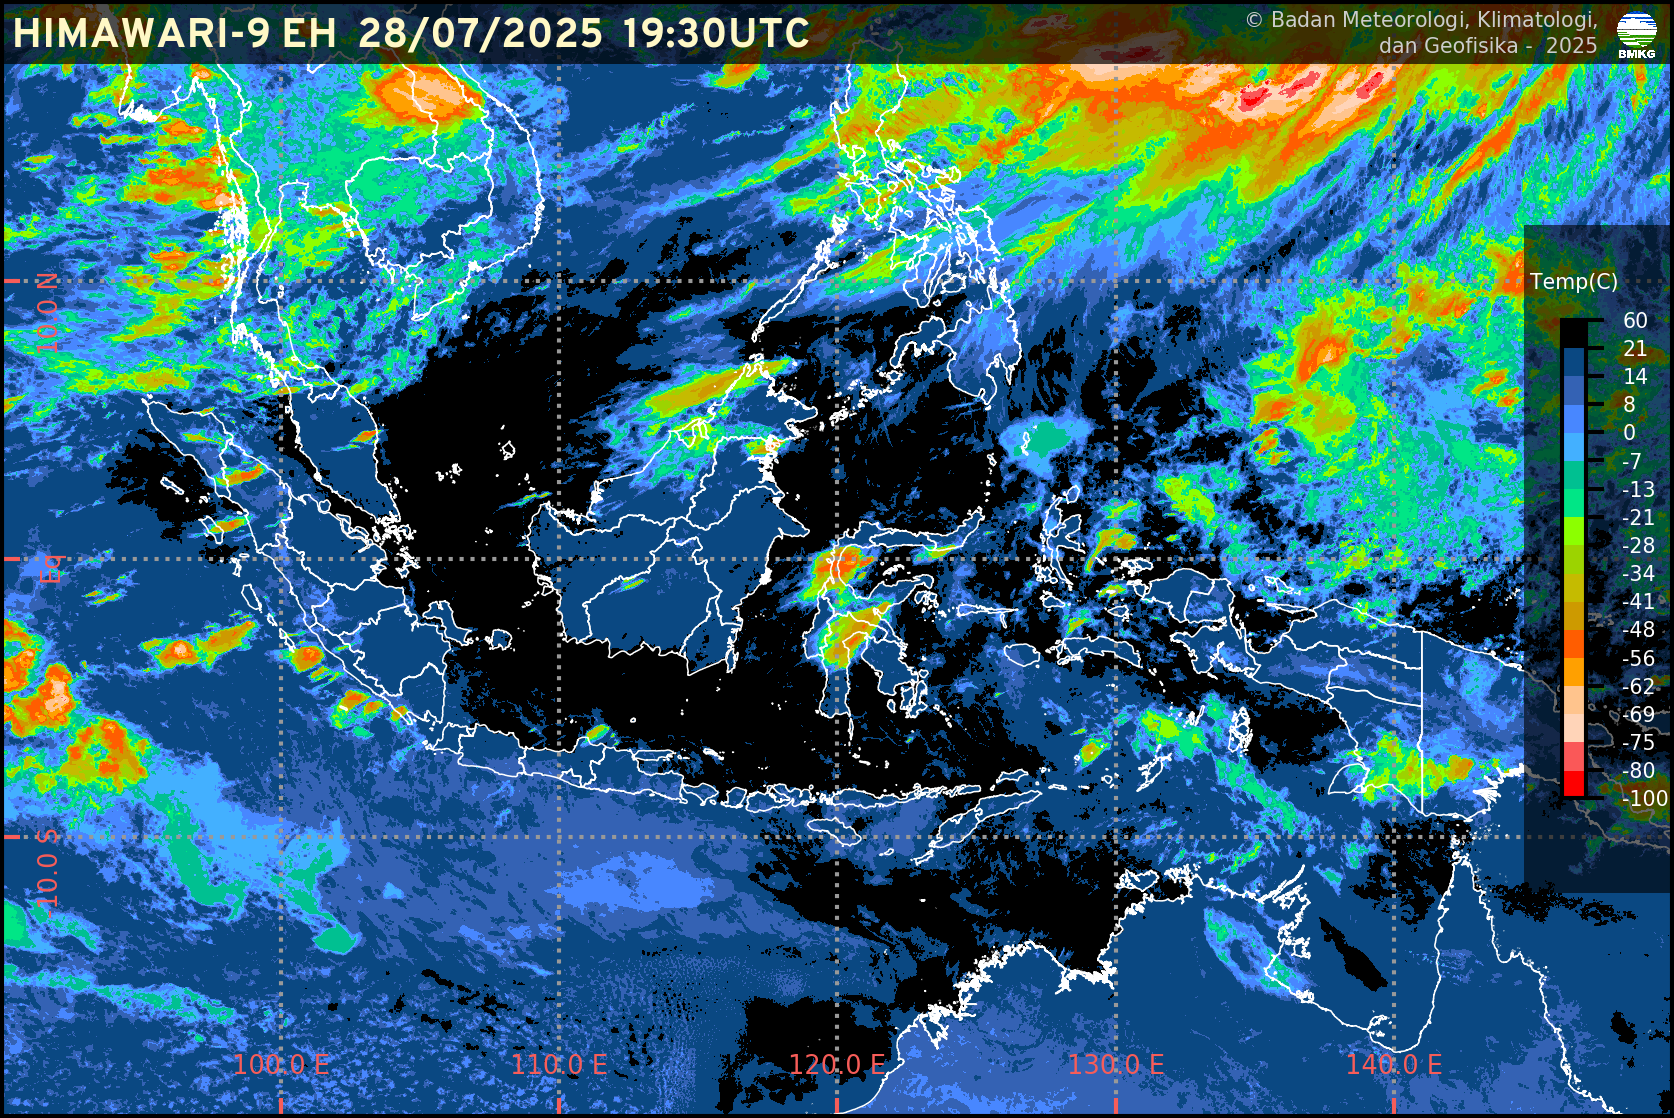 HIMAWARI-9 EH 28/07/2025 19:30UTC
© Badan Meteorologi, Klimatologi,
dan Geofisika - 2025
BMKG
10.0 N
Eq
-10.0 S
Temp(C)
60
21
14
8
0
-7
-13
-21
-28
-34
-41
-48
-56
-62
-69
-75
-80
-100
100.0 E
110.0 E
120.0 E
130.0 E
140.0 E